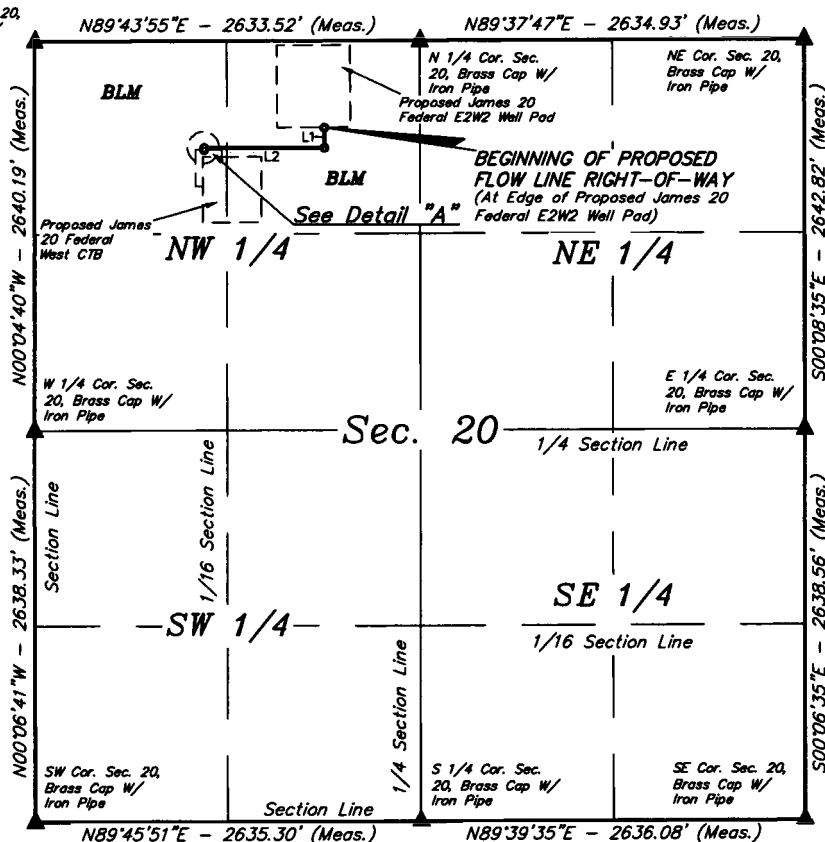 20,
N89°43'55"E - 2633.52' (Meas.)
N89°37'47"E - 2634.93' (Meas.)
BLM
N 1/4 Cor. Sec.
20, Brass Cap W/
Iron Pipe
NE Cor. Sec. 20,
Brass Cap W/
Iron Pipe
Proposed James 20
Federal E2W2 Well Pad
L1
L2
BLM
BEGINNING OF PROPOSED
FLOW LINE RIGHT-OF-WAY
(At Edge of Proposed James 20
Federal E2W2 Well Pad)
See Detail "A"
Proposed James
20 Federal
West CTB
NW 1/4
NE 1/4
N00°04'40"W - 2640.19' (Meas.)
S00°08'35"E - 2642.82' (Meas.)
W 1/4 Cor. Sec.
20, Brass Cap W/
Iron Pipe
E 1/4 Cor. Sec.
20, Brass Cap W/
Iron Pipe
Sec. 20
1/4 Section Line
Section Line
1/16 Section Line
N00°06'41"W - 2638.33' (Meas.)
S00°06'35"E - 2638.56' (Meas.)
SW 1/4
SE 1/4
1/16 Section Line
1/4 Section Line
SW Cor. Sec. 20,
Brass Cap W/
Iron Pipe
S 1/4 Cor. Sec.
20, Brass Cap W/
Iron Pipe
SE Cor. Sec. 20,
Brass Cap W/
Iron Pipe
Section Line
N89°45'51"E - 2635.30' (Meas.)
N89°39'35"E - 2636.08' (Meas.)